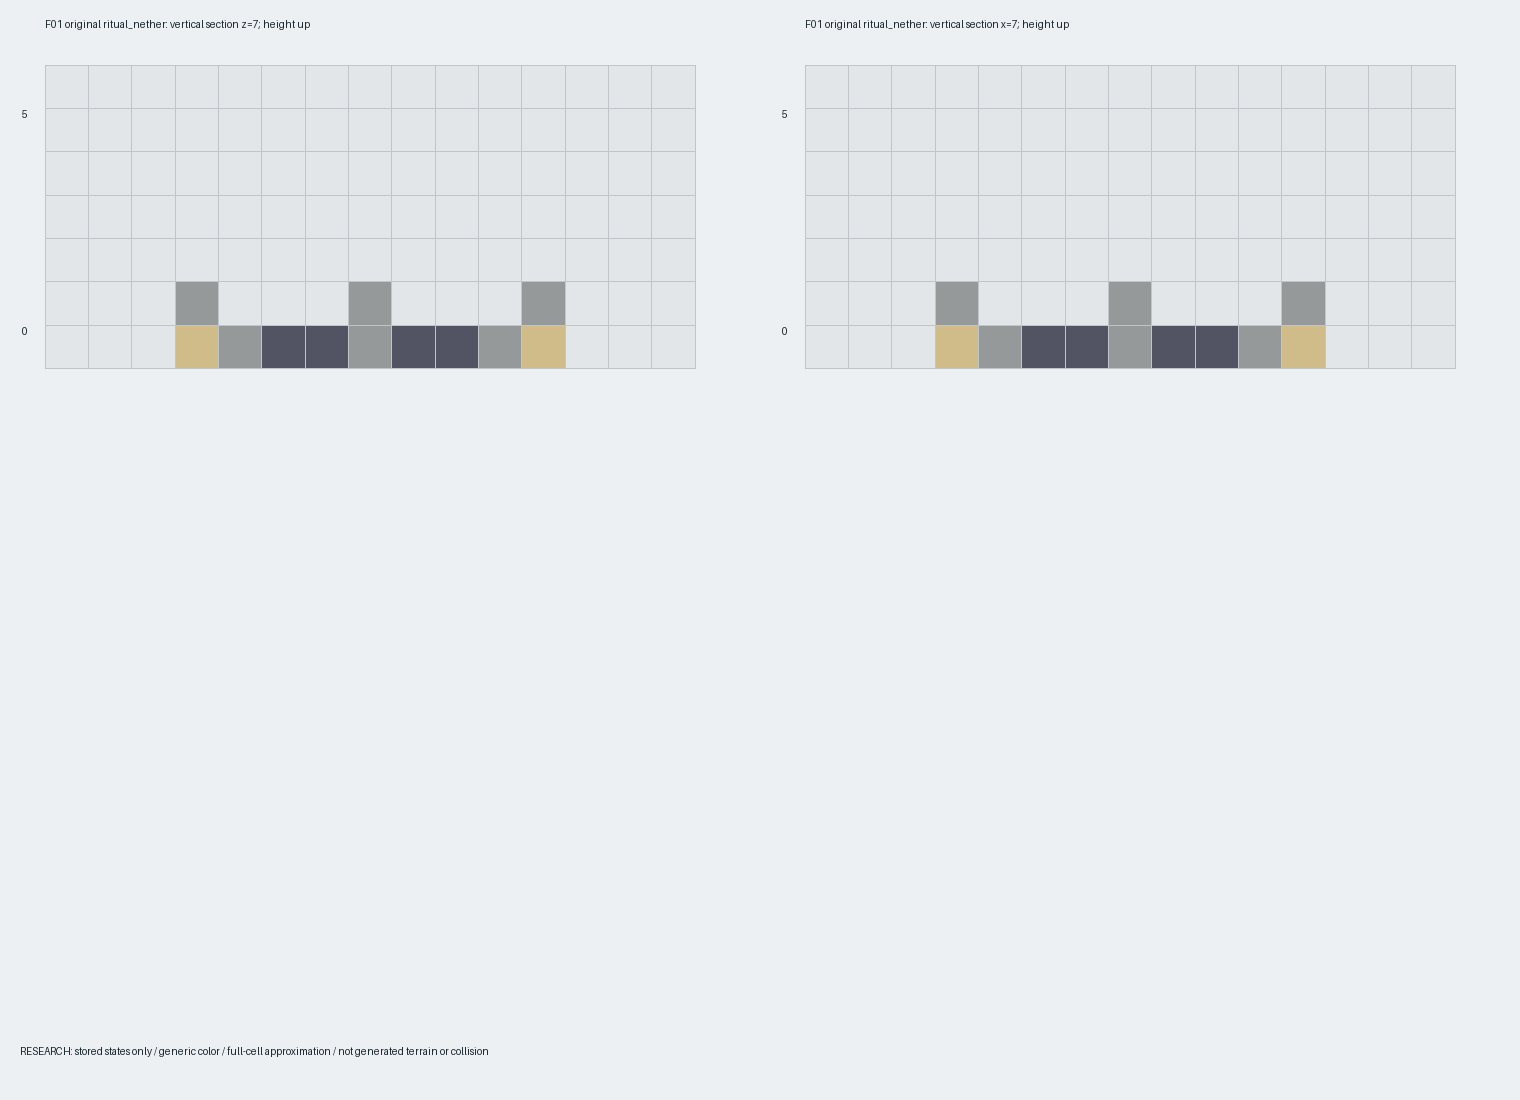 F01 original ritual_nether: vertical section z=7; height up
F01 original ritual_nether: vertical section x=7; height up
5
5
0
0
RESEARCH: stored states only / generic color / full-cell approximation / not generated terrain or collision